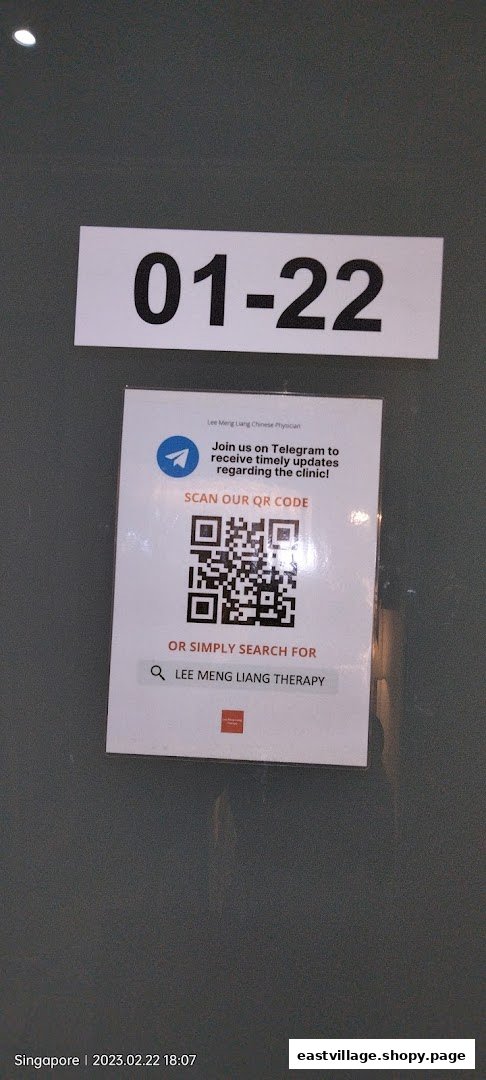 01-22
Lee Meng Liang Chinese Physician
Join us on Telegram to
receive timely updates
regarding the clinic!
SCAN OUR QR CODE
OR SIMPLY SEARCH FOR
LEE MENG LIANG THERAPY
Singapore | 2023.02.22 18:07
eastvillage.shopy.page